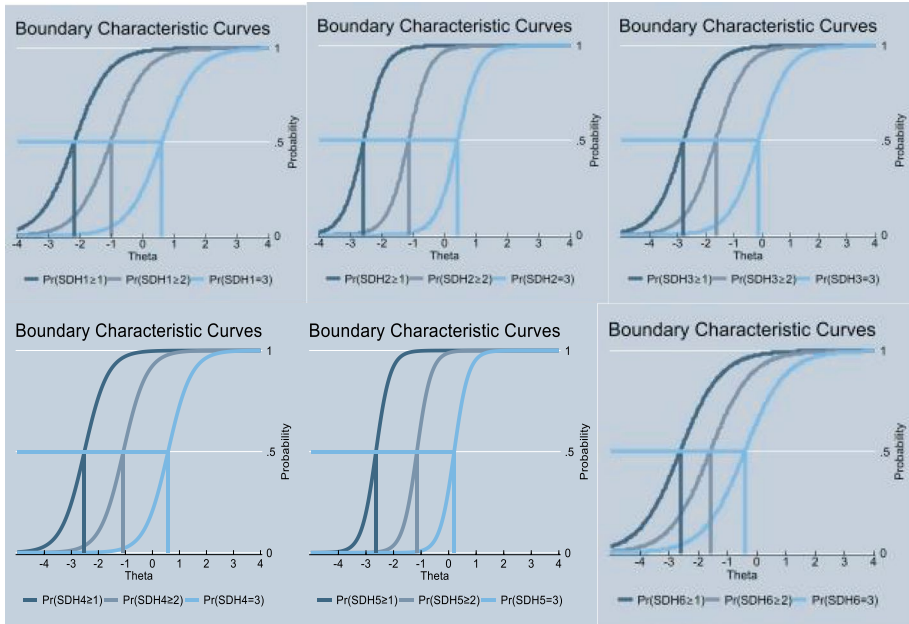 Boundary Characteristic Curves
1
.5
0
Probability
-4 -3 -2 -1 0 1 2 3 4
Theta
Pr(SDH1≥1) Pr(SDH1≥2) Pr(SDH1=3)
Boundary Characteristic Curves
1
.5
0
Probability
-4 -3 -2 -1 0 1 2 3 4
Theta
Pr(SDH2≥1) Pr(SDH2≥2) Pr(SDH2=3)
Boundary Characteristic Curves
1
.5
0
Probability
-4 -3 -2 -1 0 1 2 3 4
Theta
Pr(SDH3≥1) Pr(SDH3≥2) Pr(SDH3=3)
Boundary Characteristic Curves
1
.5
0
Probability
-4 -3 -2 -1 0 1 2 3 4
Theta
Pr(SDH4≥1) Pr(SDH4≥2) Pr(SDH4=3)
Boundary Characteristic Curves
1
.5
0
Probability
-4 -3 -2 -1 0 1 2 3 4
Theta
Pr(SDH5≥1) Pr(SDH5≥2) Pr(SDH5=3)
Boundary Characteristic Curves
1
.5
0
Probability
-4 -3 -2 -1 0 1 2 3 4
Theta
Pr(SDH6≥1) Pr(SDH6≥2) Pr(SDH6=3)